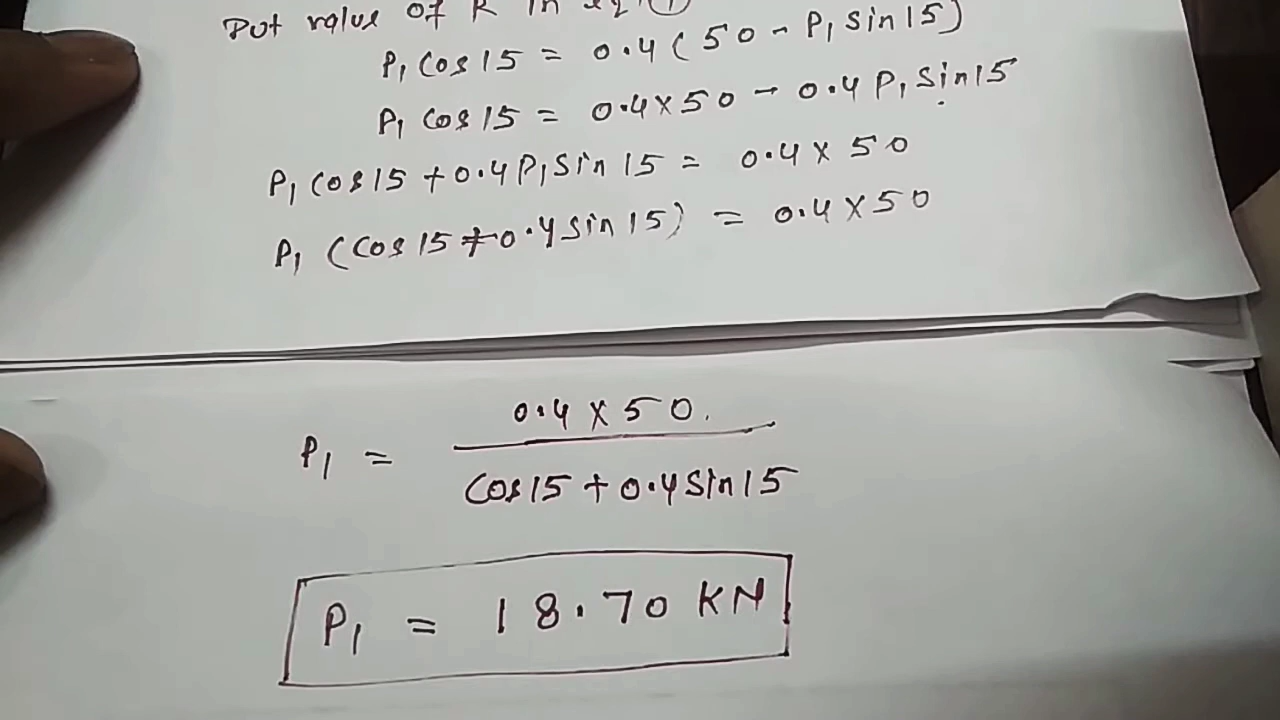 Put value of R in eqn ①
P₁ cos 15 = 0.4 ( 50 - P₁ sin 15 )
P₁ cos 15 = 0.4 × 50 - 0.4 P₁ sin 15
P₁ cos 15 + 0.4 P₁ sin 15 = 0.4 × 50
P₁ ( cos 15 + 0.4 sin 15 ) = 0.4 × 50
0.4 × 50.
P₁ =
cos 15 + 0.4 sin 15
P₁ = 18.70 KN